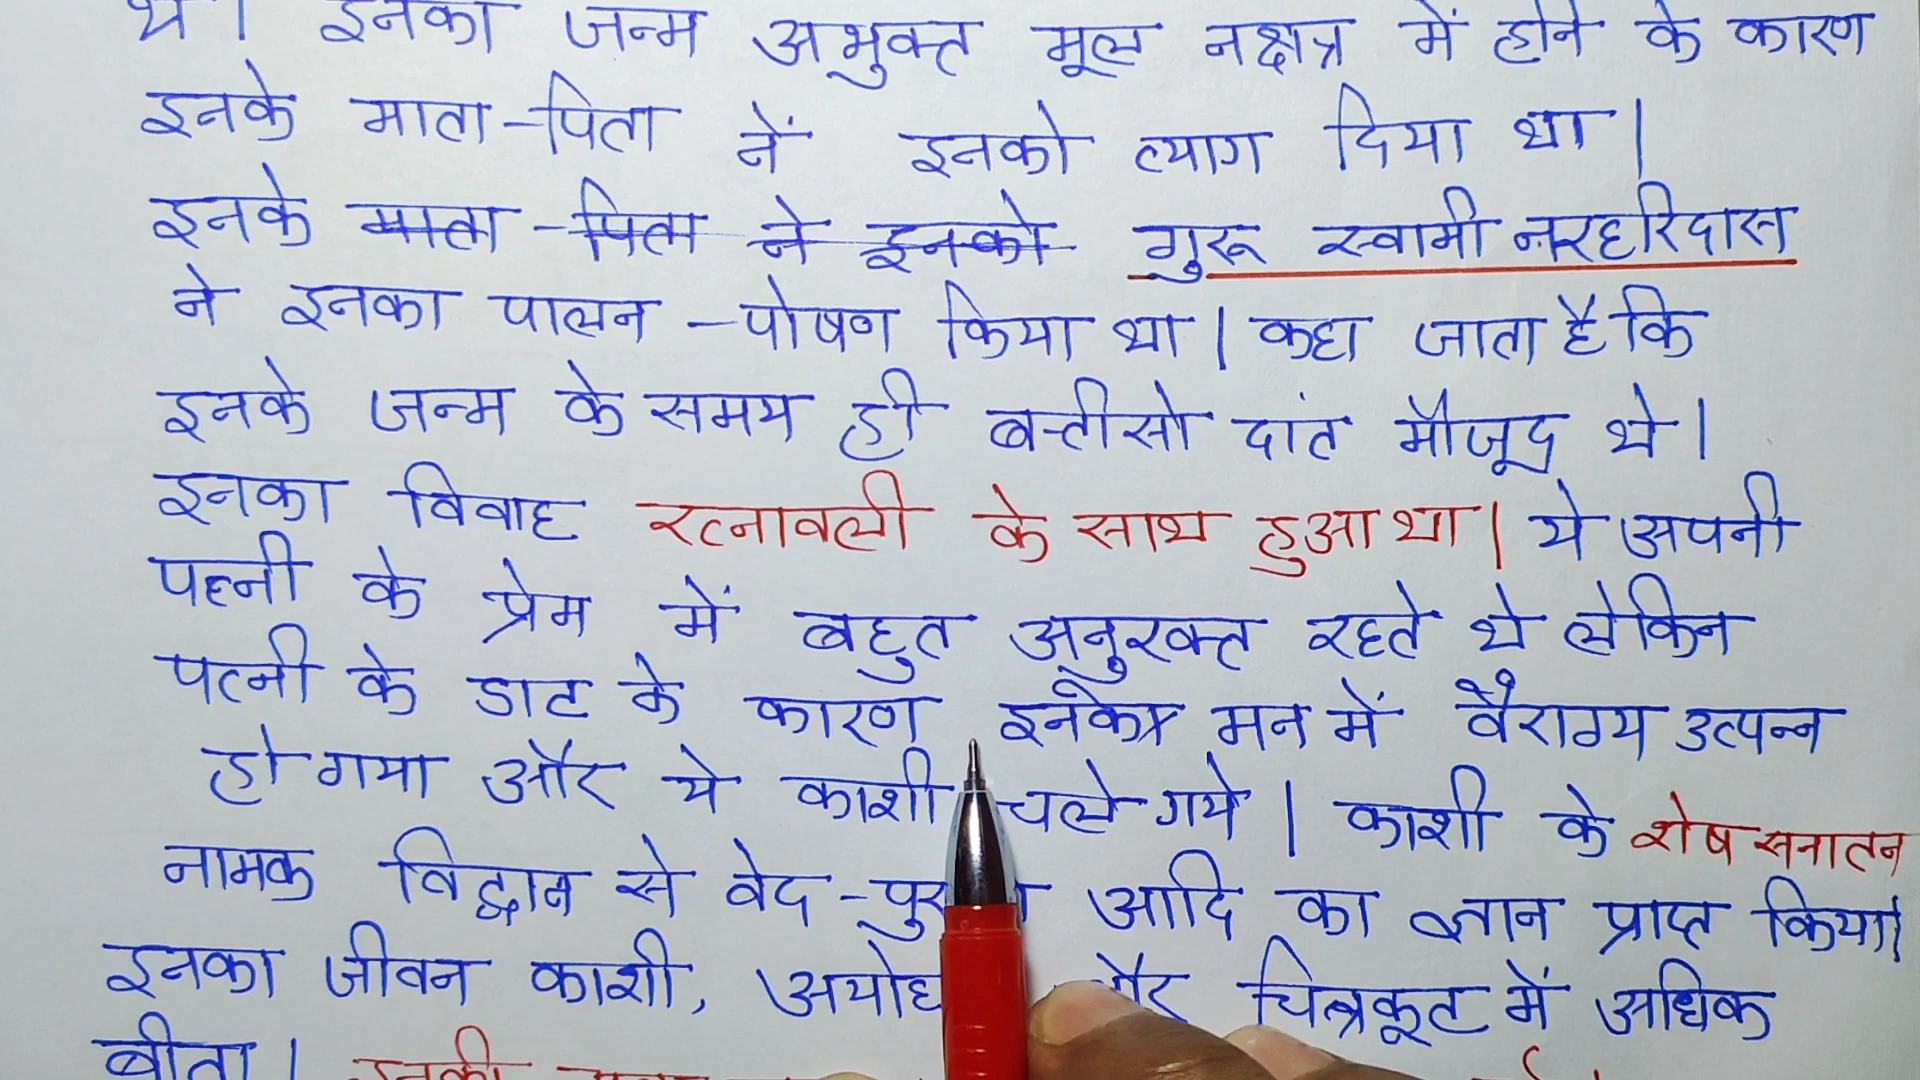 थे। इनका जन्म अभुक्त मूल नक्षत्र में होने के कारण
इनके माता-पिता नें इनको त्याग दिया था।
इनके माता-पिता ने इनको गुरू स्वामी नरहरिदास
ने इनका पालन-पोषण किया था। कहा जाता है कि
इनके जन्म के समय ही बत्तीसो दांत मौजूद थे।
इनका विवाह रत्नावली के साथ हुआ था। ये अपनी
पत्नी के प्रेम में बहुत अनुरक्त रहते थे लेकिन
पत्नी के डाट के कारण इनके मन में वैराग्य उत्पन्न
हो गया और ये काशी चले गये। काशी के शेष सनातन
नामक विद्वान से वेद- आदि का ज्ञान प्राप्त किया।
इनका जीवन काशी, और चित्रकूट में अधिक
बीता। इनकी